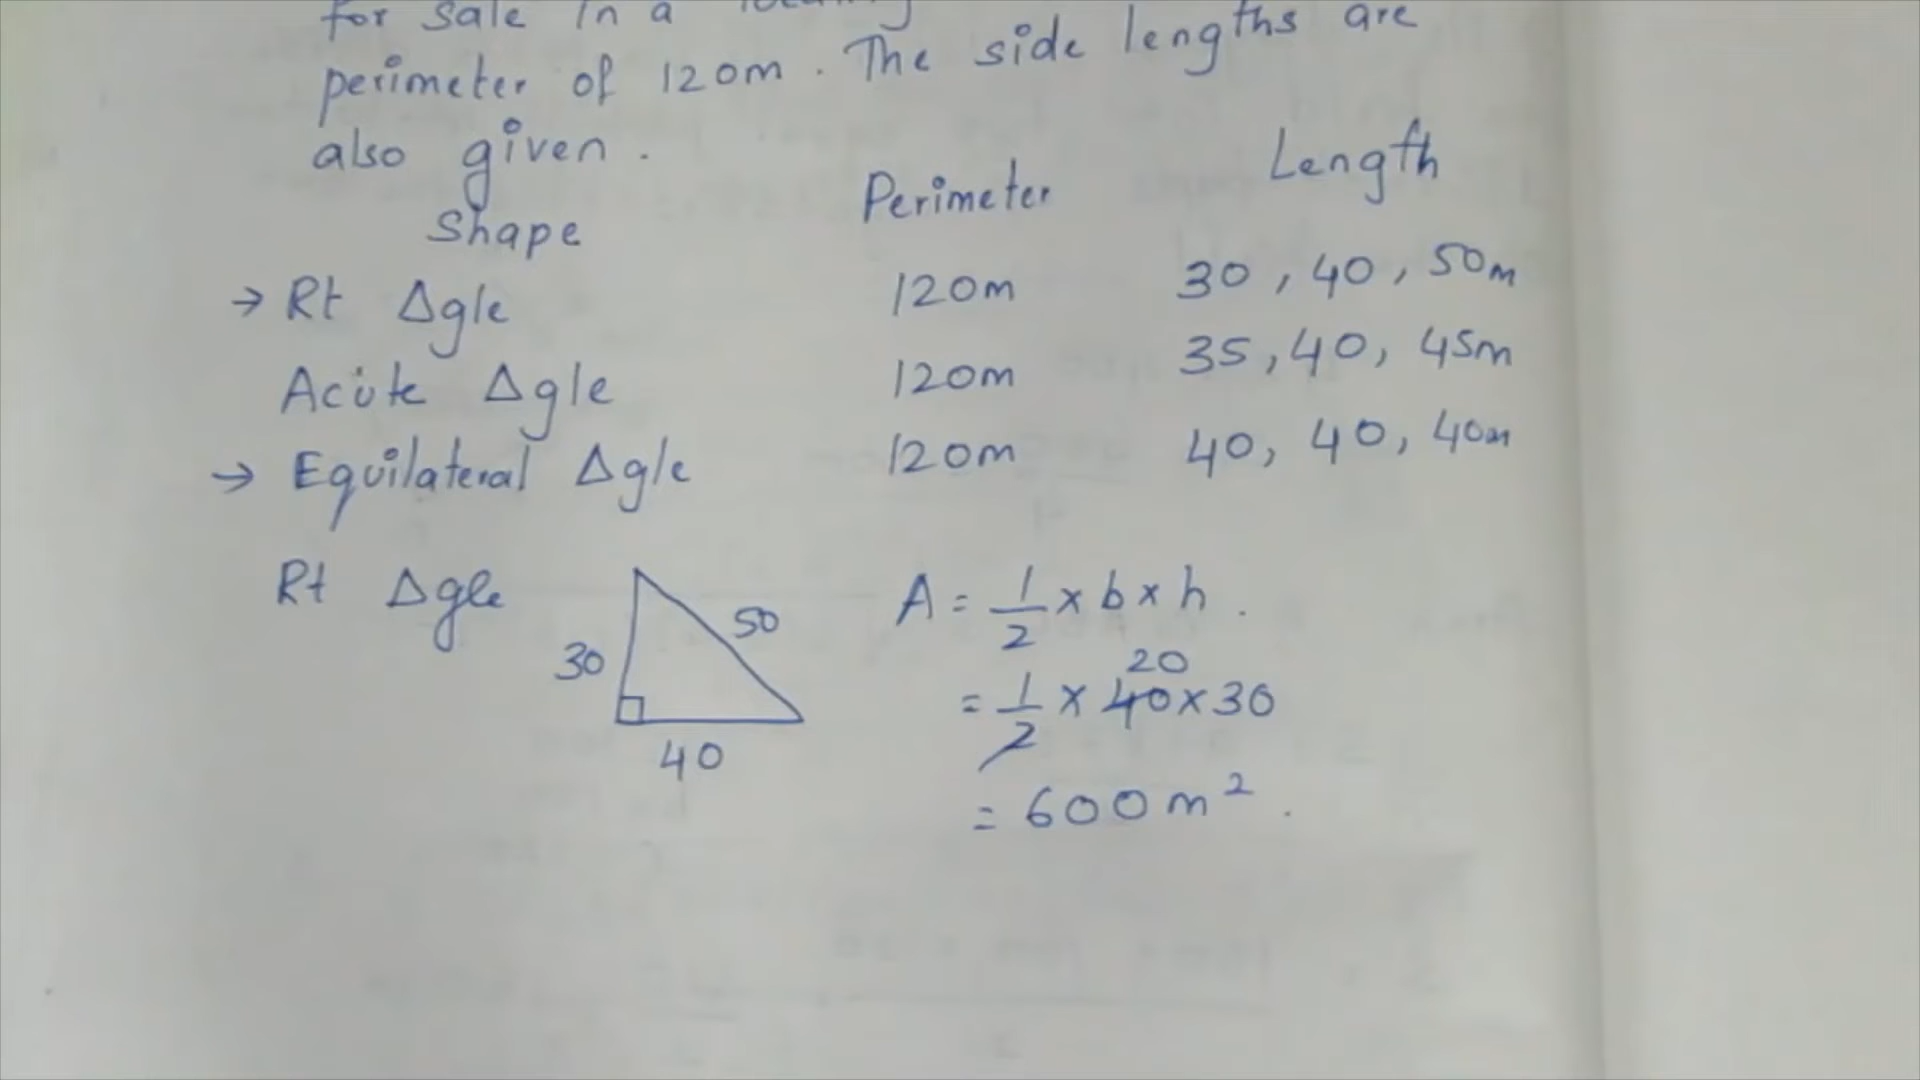 for sale in a
perimeter of 120m. The side lengths are
also given.
Shape Perimeter Length
→ Rt Δgle 120m 30, 40, 50m
Acute Δgle 120m 35, 40, 45m
→ Equilateral Δgle 120m 40, 40, 40m
Rt Δgle 30 50 40
A = 1/2 × b × h.
20
= 1/2 × 40 × 30
= 600 m².